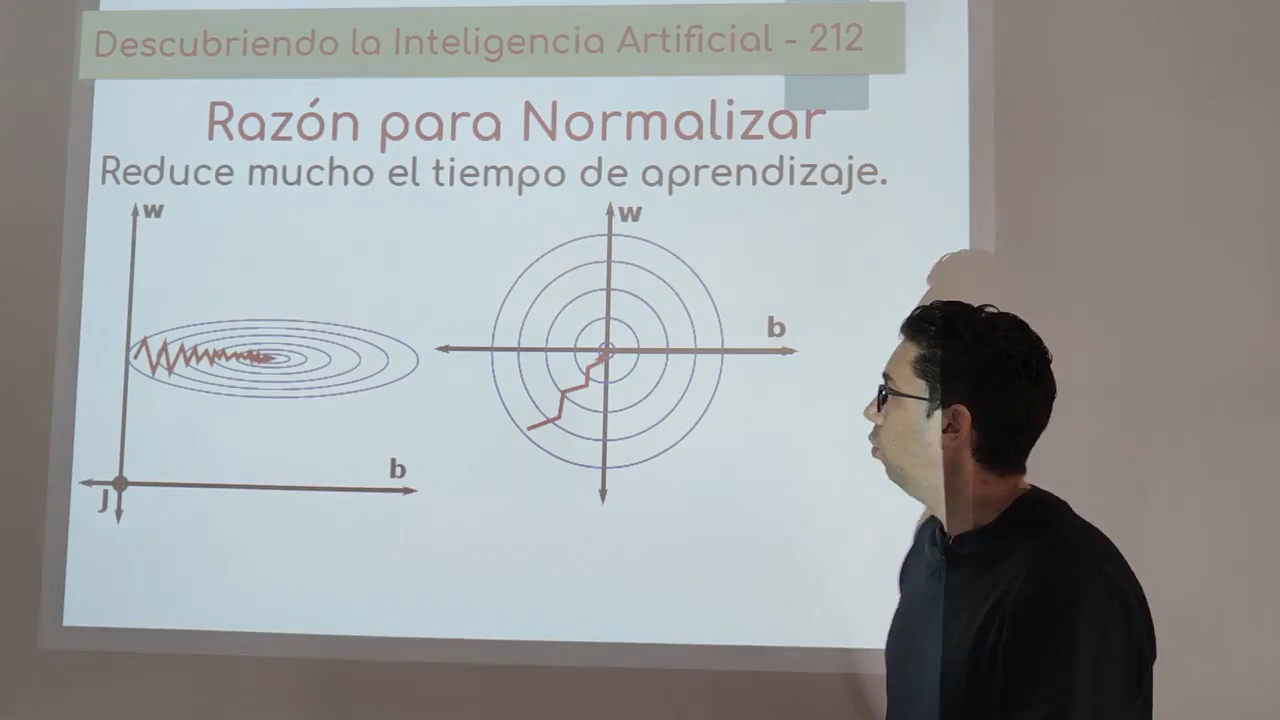 Descubriendo la Inteligencia Artificial - 212
Razón para Normalizar
Reduce mucho el tiempo de aprendizaje.
w
b
J
w
b